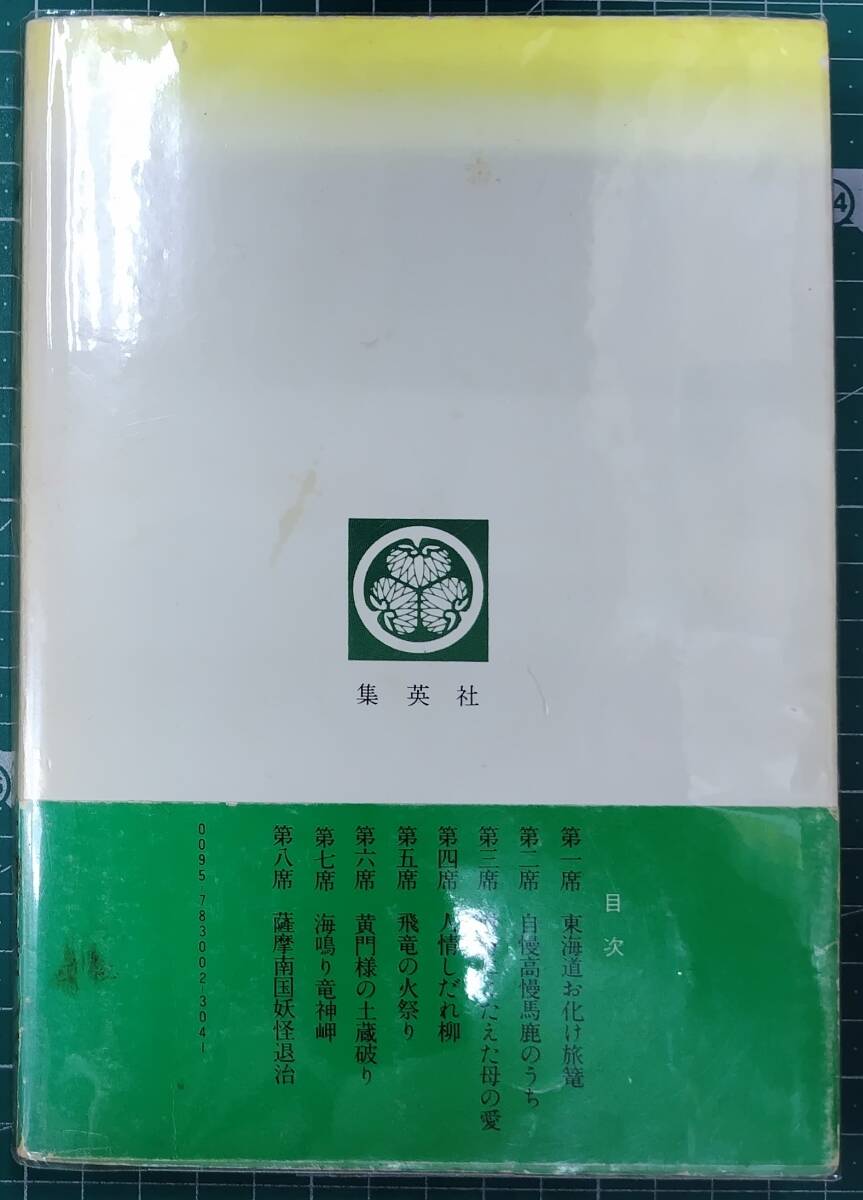 集英社
目次
第一席 東海道お化け旅篭
第二席 自慢高慢馬鹿のうち
第三席 たえた母の愛
第四席 人情しだれ柳
第五席 飛竜の火祭り
第六席 黄門様の土蔵破り
第七席 海鳴り竜神岬
第八席 薩摩南国妖怪退治
0095-783002-3041